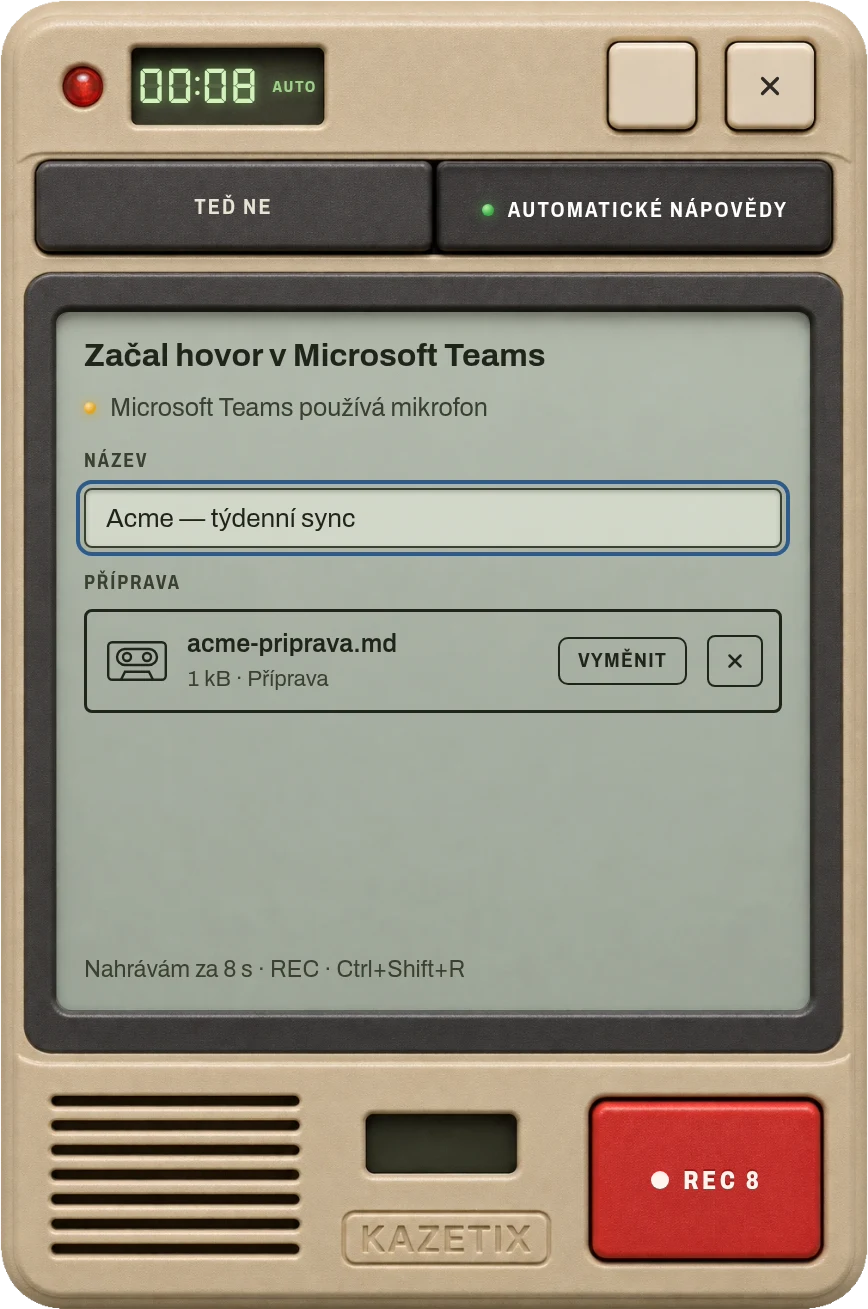 00:08 AUTO
×
TEĎ NE
AUTOMATICKÉ NÁPOVĚDY
Začal hovor v Microsoft Teams
Microsoft Teams používá mikrofon
NÁZEV
Acme — týdenní sync
PŘÍPRAVA
acme-priprava.md
1 kB · Příprava
VYMĚNIT
×
Nahrávám za 8 s · REC · Ctrl+Shift+R
REC 8
KAZETIX